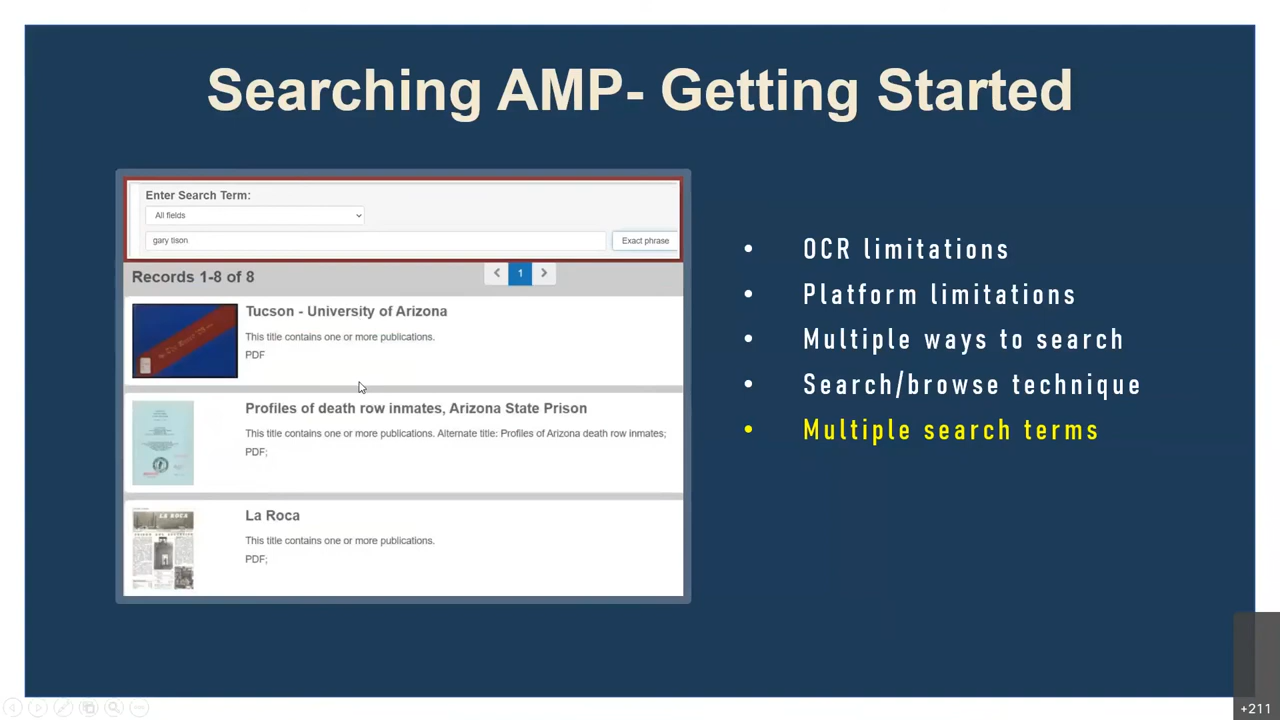 Searching AMP- Getting Started
Enter Search Term:
All fields
gary tison
Exact phrase
Records 1-8 of 8
1
Tucson - University of Arizona
This title contains one or more publications.
PDF
Profiles of death row inmates, Arizona State Prison
This title contains one or more publications. Alternate title: Profiles of Arizona death row inmates;
PDF;
LA ROCA
La Roca
This title contains one or more publications.
PDF;
• OCR limitations
• Platform limitations
• Multiple ways to search
• Search/browse technique
• Multiple search terms
+211